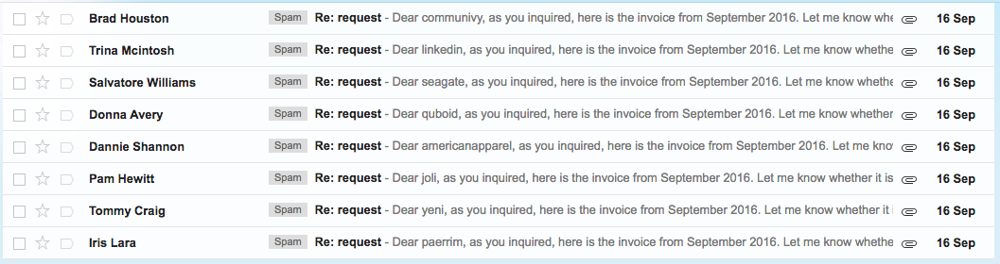 Brad Houston Spam Re: request - Dear communivy, as you inquired, here is the invoice from September 2016. Let me know whe 16 Sep
Trina Mcintosh Spam Re: request - Dear linkedin, as you inquired, here is the invoice from September 2016. Let me know whethe 16 Sep
Salvatore Williams Spam Re: request - Dear seagate, as you inquired, here is the invoice from September 2016. Let me know whethe 16 Sep
Donna Avery Spam Re: request - Dear quboid, as you inquired, here is the invoice from September 2016. Let me know whether 16 Sep
Dannie Shannon Spam Re: request - Dear americanapparel, as you inquired, here is the invoice from September 2016. Let me kno 16 Sep
Pam Hewitt Spam Re: request - Dear joli, as you inquired, here is the invoice from September 2016. Let me know whether it is 16 Sep
Tommy Craig Spam Re: request - Dear yeni, as you inquired, here is the invoice from September 2016. Let me know whether it 16 Sep
Iris Lara Spam Re: request - Dear paerrim, as you inquired, here is the invoice from September 2016. Let me know whethe 16 Sep